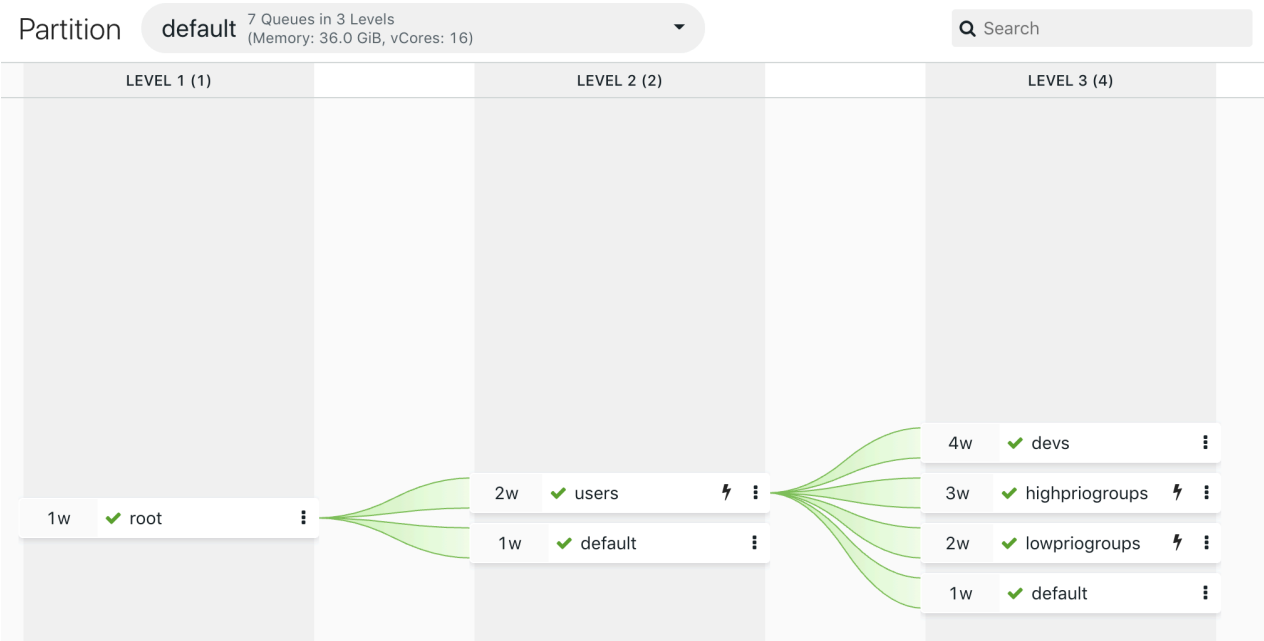 Partition
default
7 Queues in 3 Levels
(Memory: 36.0 GiB, vCores: 16)
Search
LEVEL 1 (1)
LEVEL 2 (2)
LEVEL 3 (4)
1w root
2w users
1w default
4w devs
3w highpriogroups
2w lowpriogroups
1w default